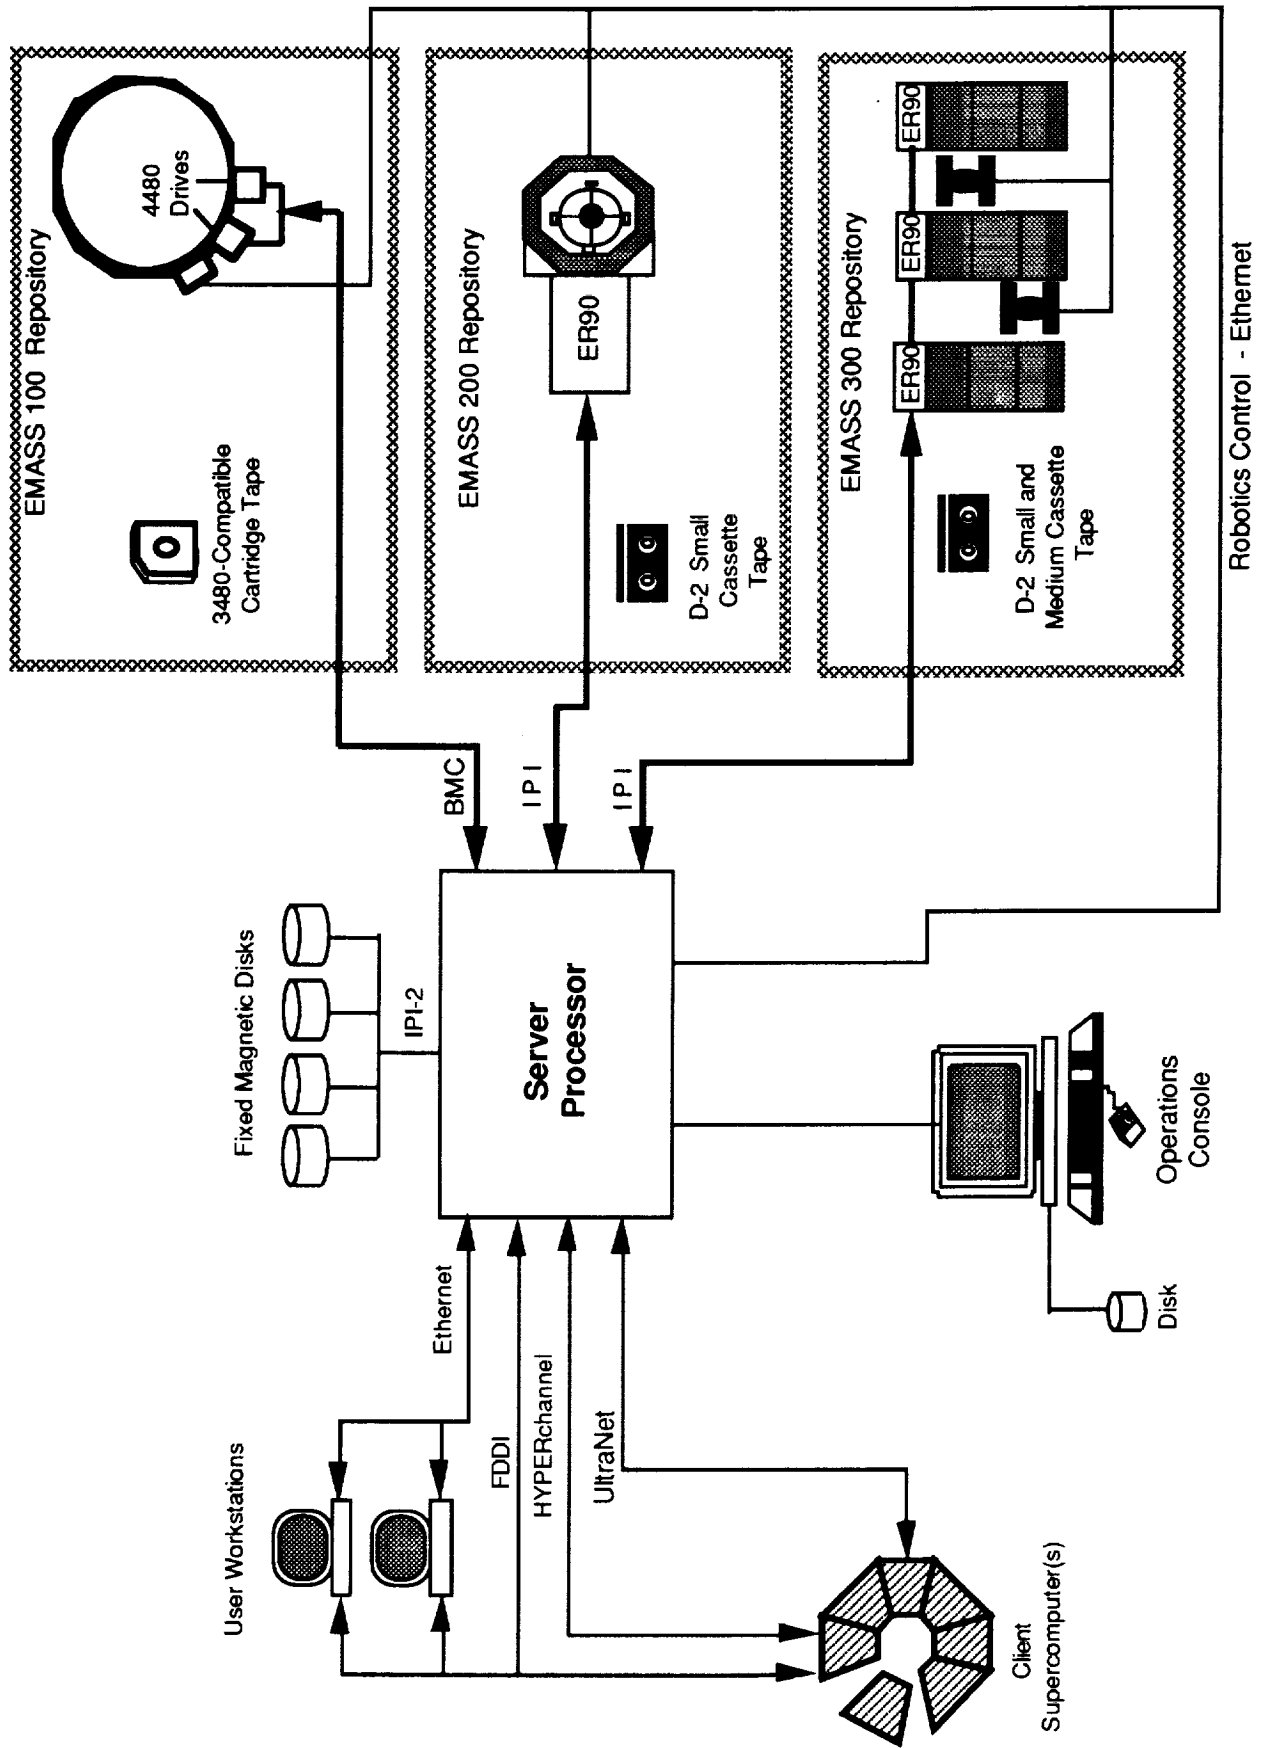 User Workstations
Fixed Magnetic Disks
EMASS 100 Repository
3480-Compatible
Cartridge Tape
4480
Drives
Ethernet
IPI-2
BMC
FDDI
HYPERchannel
UltraNet
Server
Processor
IPI
IPI
EMASS 200 Repository
ER90
D-2 Small
Cassette
Tape
EMASS 300 Repository
ER90
ER90
ER90
D-2 Small and
Medium Cassette
Tape
Client
Supercomputer(s)
Disk
Operations
Console
Robotics Control - Ethernet